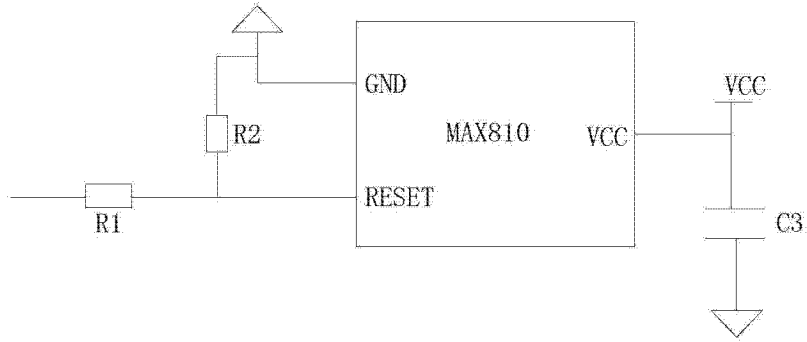 GND
VCC
R2
MAX810
VCC
RESET
R1
C3